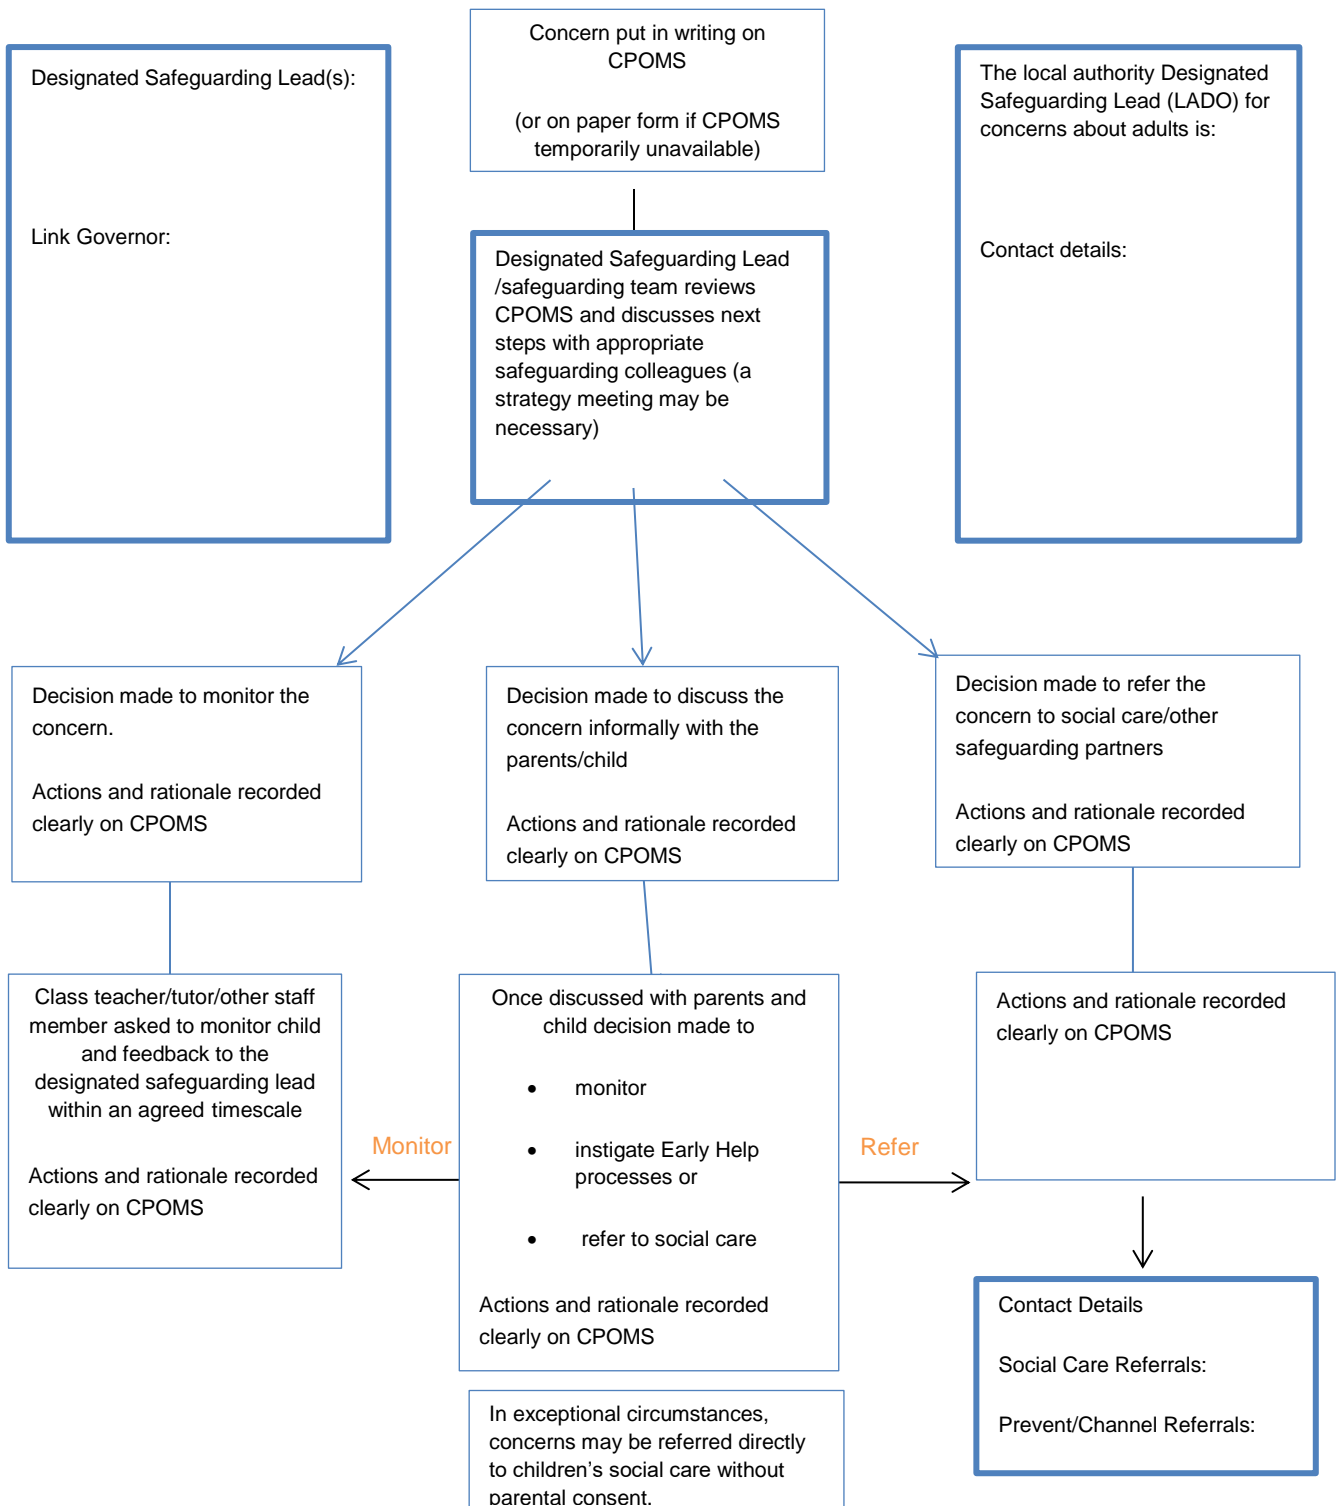 Concern put in writing on
CPOMS
(or on paper form if CPOMS
temporarily unavailable)
Designated Safeguarding Lead(s):
Link Governor:
The local authority Designated
Safeguarding Lead (LADO) for
concerns about adults is:
Contact details:
Designated Safeguarding Lead
/safeguarding team reviews
CPOMS and discusses next
steps with appropriate
safeguarding colleagues (a
strategy meeting may be
necessary)
Decision made to monitor the
concern.
Actions and rationale recorded
clearly on CPOMS
Decision made to discuss the
concern informally with the
parents/child
Actions and rationale recorded
clearly on CPOMS
Decision made to refer the
concern to social care/other
safeguarding partners
Actions and rationale recorded
clearly on CPOMS
Class teacher/tutor/other staff
member asked to monitor child
and feedback to the
designated safeguarding lead
within an agreed timescale
Actions and rationale recorded
clearly on CPOMS
Monitor
Once discussed with parents and
child decision made to
• monitor
• instigate Early Help
processes or
• refer to social care
Actions and rationale recorded
clearly on CPOMS
Refer
Actions and rationale recorded
clearly on CPOMS
Contact Details
Social Care Referrals:
Prevent/Channel Referrals:
In exceptional circumstances,
concerns may be referred directly
to children’s social care without
parental consent.